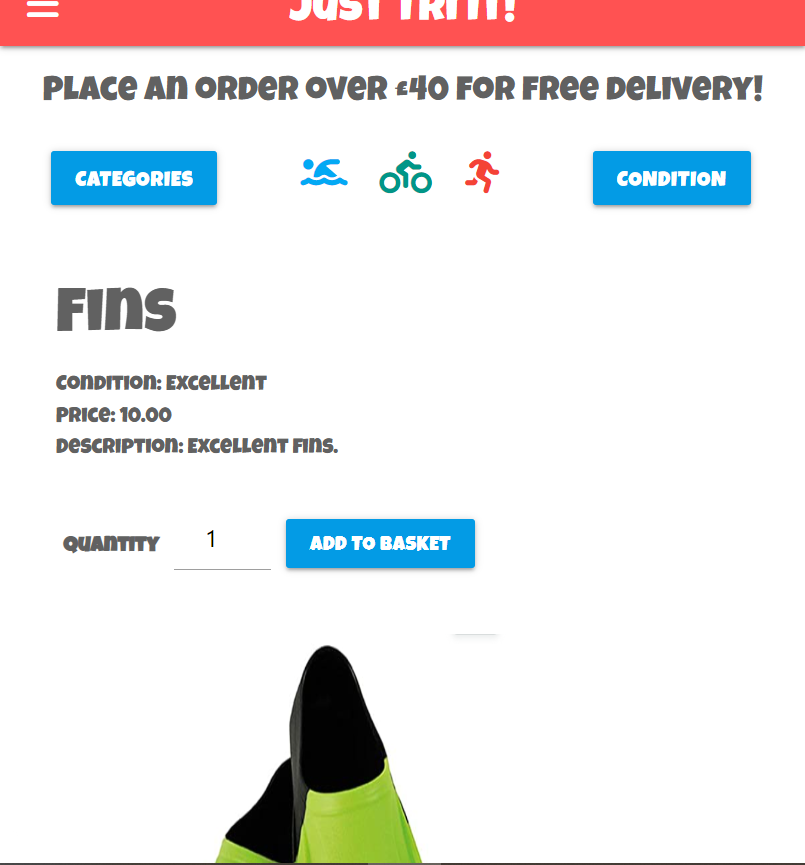 JUST TRI IT!
PLACE AN ORDER OVER £40 FOR FREE DELIVERY!
CATEGORIES
CONDITION
Fins
Condition: Excellent
Price: 10.00
Description: Excellent Fins.
Quantity
1
ADD TO BASKET